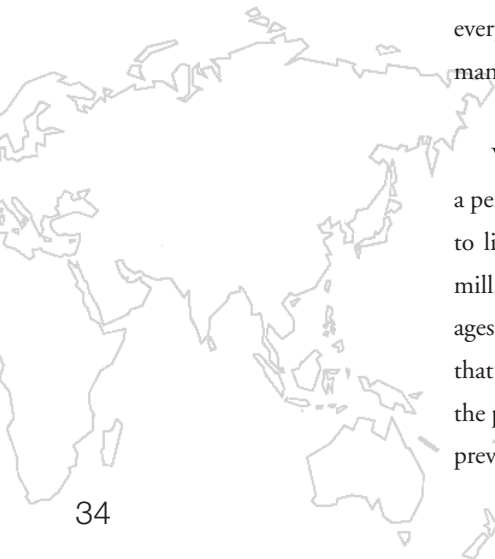 ever
man
a pe
to li
mill
ages
that
the p
prev
34